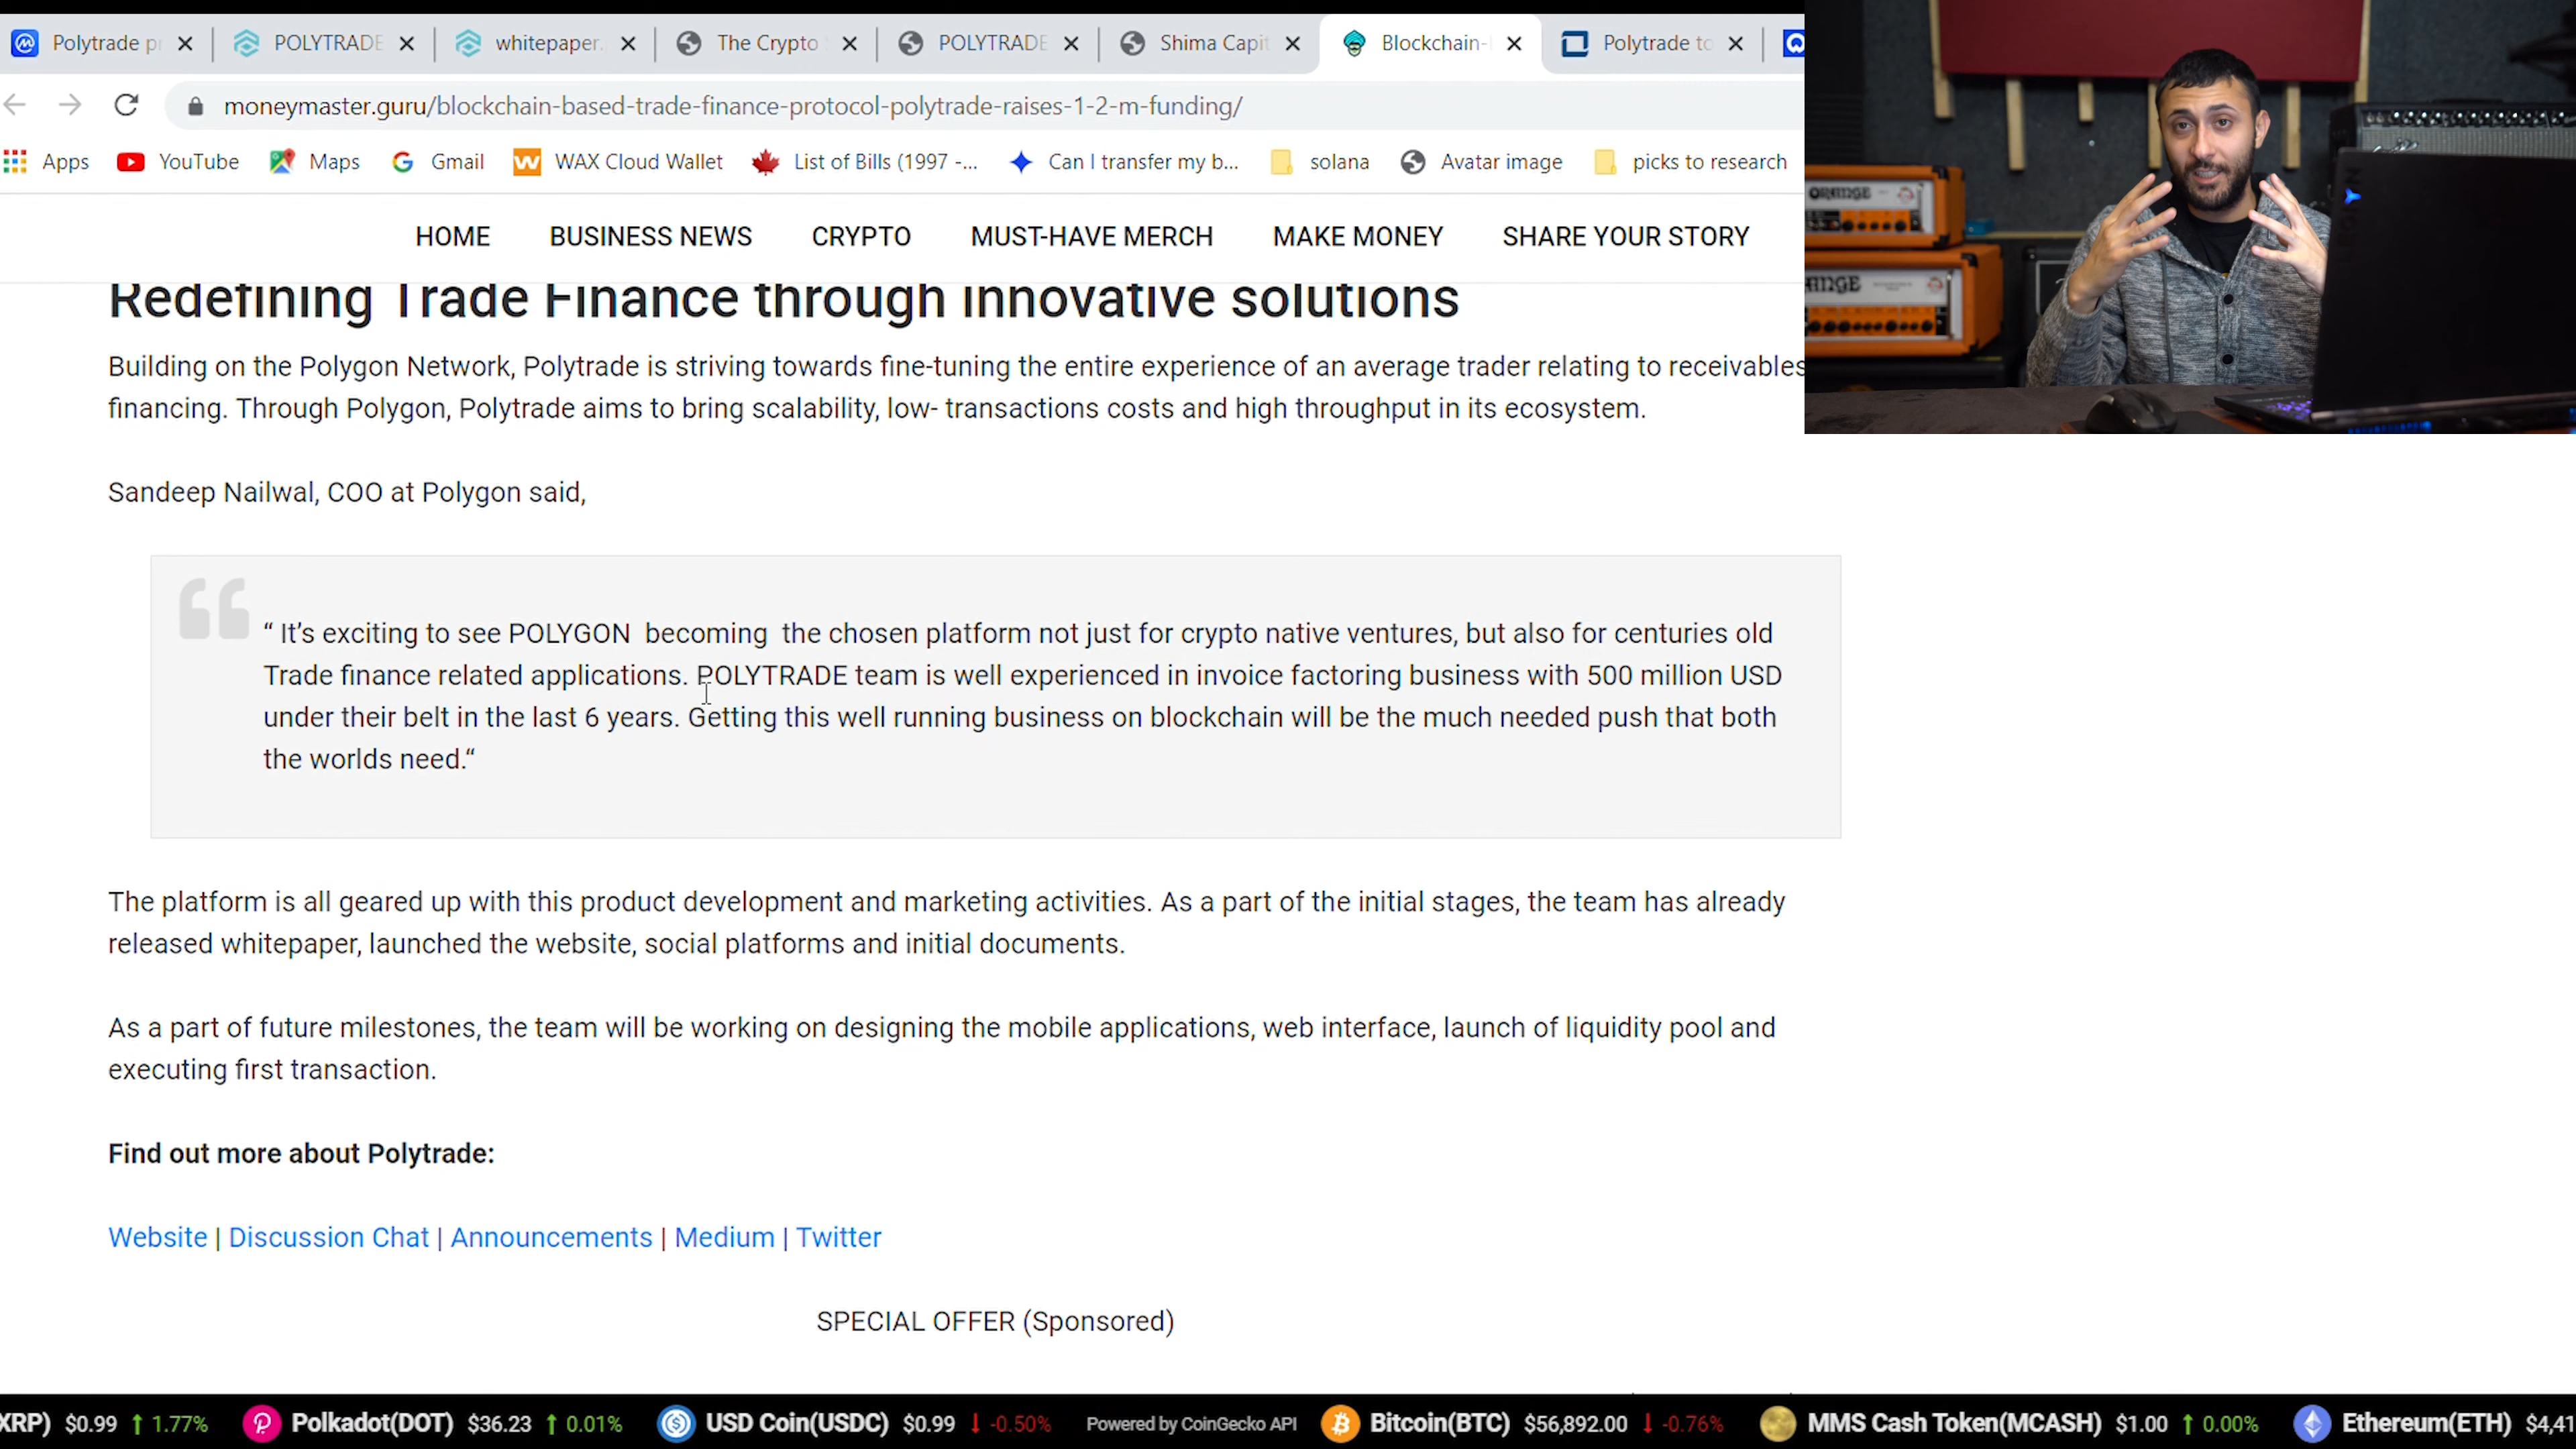 Polytrade pr
POLYTRADE
whitepaper.
The Crypto
POLYTRADE
Shima Capit
Blockchain-
Polytrade to
moneymaster.guru/blockchain-based-trade-finance-protocol-polytrade-raises-1-2-m-funding/
Apps YouTube Maps Gmail WAX Cloud Wallet List of Bills (1997 -... Can I transfer my b... solana Avatar image picks to research
HOME BUSINESS NEWS CRYPTO MUST-HAVE MERCH MAKE MONEY SHARE YOUR STORY
ORANGE
ANGE
Redefining Trade Finance through innovative solutions
Building on the Polygon Network, Polytrade is striving towards fine-tuning the entire experience of an average trader relating to receivables
financing. Through Polygon, Polytrade aims to bring scalability, low- transactions costs and high throughput in its ecosystem.
Sandeep Nailwal, COO at Polygon said,
“ It’s exciting to see POLYGON becoming the chosen platform not just for crypto native ventures, but also for centuries old
Trade finance related applications. POLYTRADE team is well experienced in invoice factoring business with 500 million USD
under their belt in the last 6 years. Getting this well running business on blockchain will be the much needed push that both
the worlds need.“
The platform is all geared up with this product development and marketing activities. As a part of the initial stages, the team has already
released whitepaper, launched the website, social platforms and initial documents.
As a part of future milestones, the team will be working on designing the mobile applications, web interface, launch of liquidity pool and
executing first transaction.
Find out more about Polytrade:
Website | Discussion Chat | Announcements | Medium | Twitter
SPECIAL OFFER (Sponsored)
XRP) $0.99 ↑ 1.77% Polkadot(DOT) $36.23 ↑ 0.01% USD Coin(USDC) $0.99 ↓ -0.50% Powered by CoinGecko API Bitcoin(BTC) $56,892.00 ↓ -0.76% MMS Cash Token(MCASH) $1.00 ↑ 0.00% Ethereum(ETH) $4,41